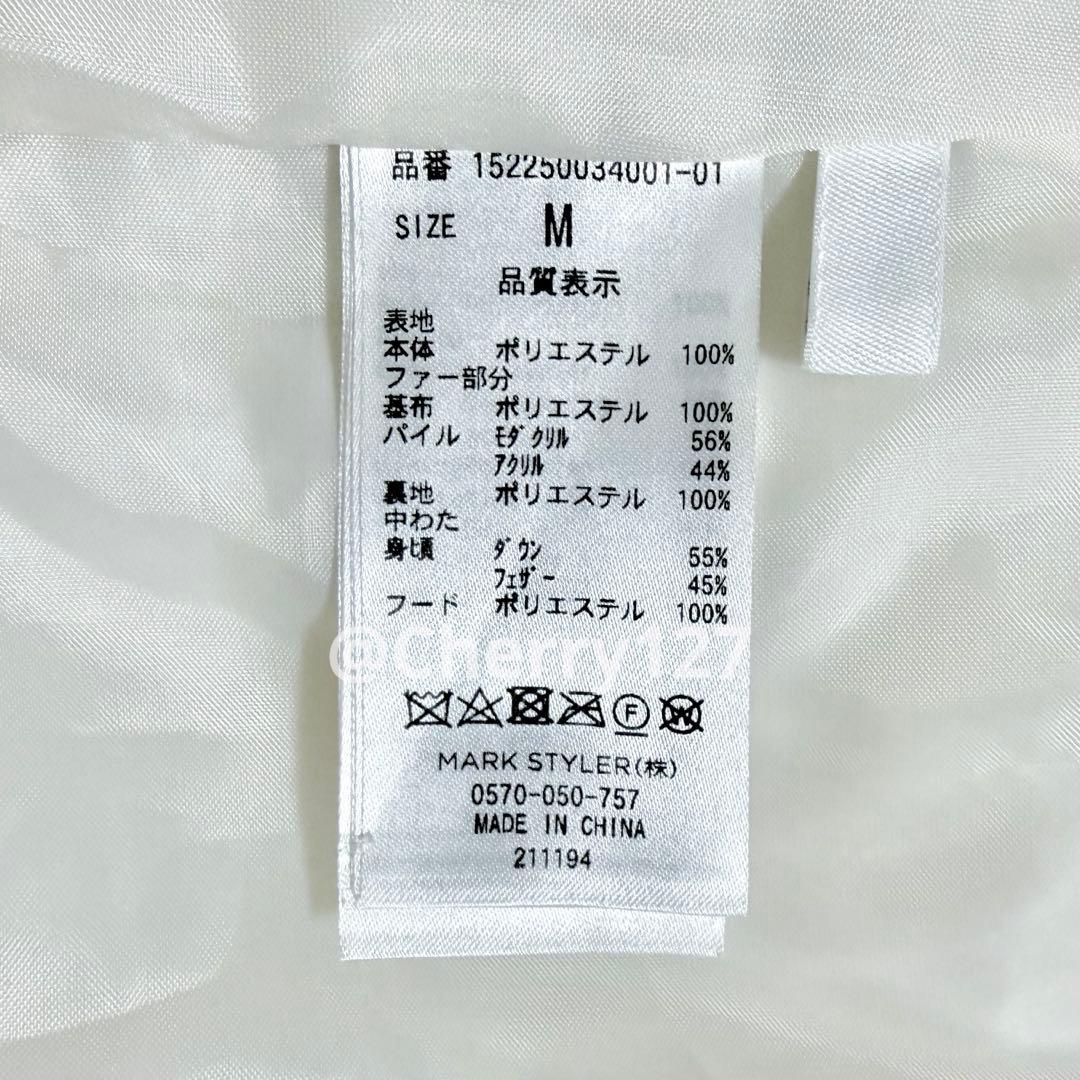 品番 152250034001-01
SIZE M
品質表示
表地
本体 ポリエステル 100%
ファー部分
基布 ポリエステル 100%
パイル ﾓﾀﾞｸﾘﾙ 56%
ｱｸﾘﾙ 44%
裏地 ポリエステル 100%
中わた
身頃 ﾀﾞｳﾝ 55%
ﾌｪｻﾞｰ 45%
フード ポリエステル 100%
@Cherry127
F W
MARK STYLER(株)
0570-050-757
MADE IN CHINA
211194